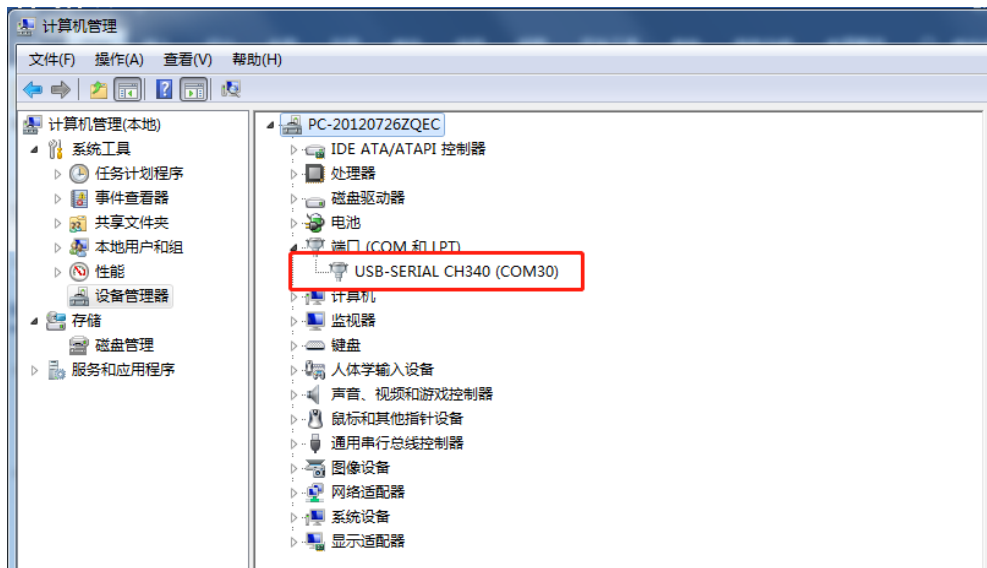 计算机管理
文件(F) 操作(A) 查看(V) 帮助(H)
计算机管理(本地)
系统工具
任务计划程序
事件查看器
共享文件夹
本地用户和组
性能
设备管理器
存储
磁盘管理
服务和应用程序
PC-20120726ZQEC
IDE ATA/ATAPI 控制器
处理器
磁盘驱动器
电池
端口 (COM 和 LPT)
USB-SERIAL CH340 (COM30)
计算机
监视器
键盘
人体学输入设备
声音、视频和游戏控制器
鼠标和其他指针设备
通用串行总线控制器
图像设备
网络适配器
系统设备
显示适配器